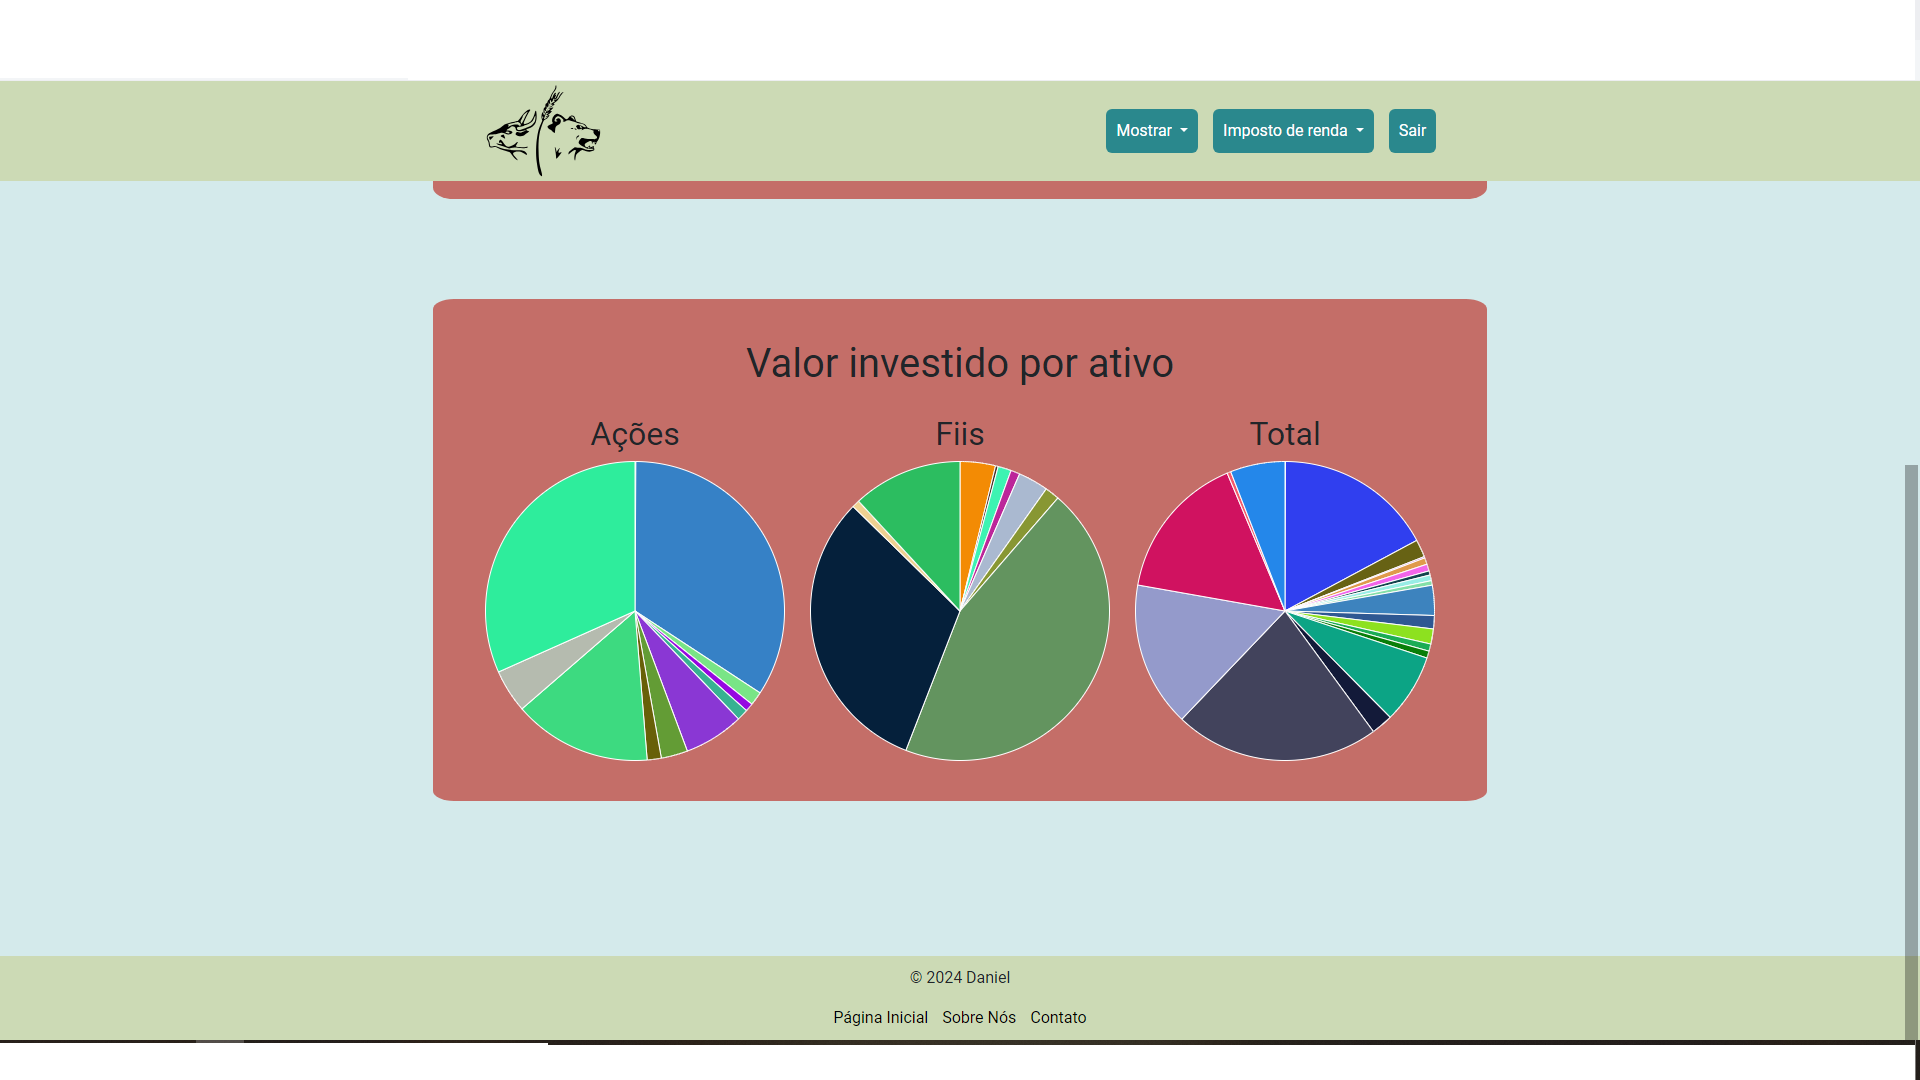 Mostrar
Imposto de renda
Sair
Valor investido por ativo
Ações
Fiis
Total
© 2024 Daniel
Página Inicial Sobre Nós Contato